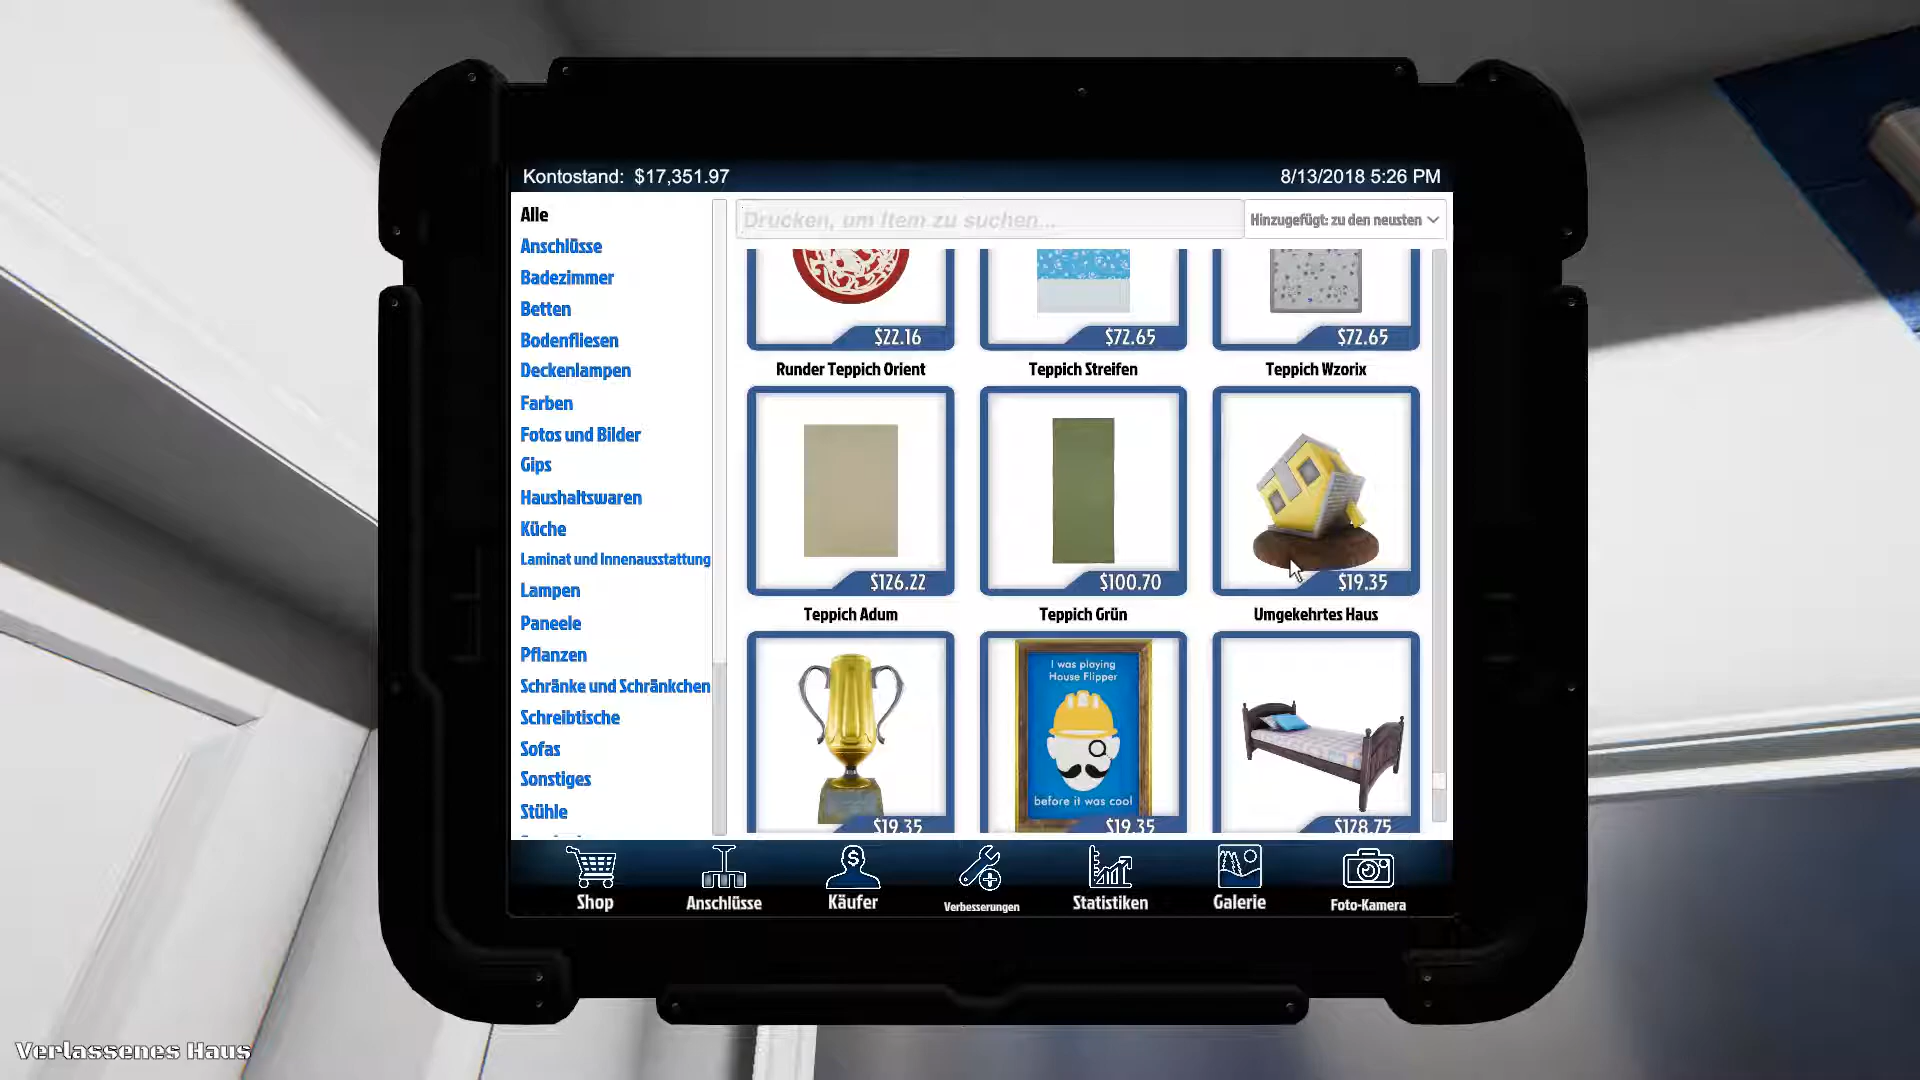 Kontostand: $17,351.97
8/13/2018 5:26 PM
Alle
Anschlüsse
Badezimmer
Betten
Bodenfliesen
Deckenlampen
Farben
Fotos und Bilder
Gips
Haushaltswaren
Küche
Laminat und Innenausstattung
Lampen
Paneele
Pflanzen
Schränke und Schränkchen
Schreibtische
Sofas
Sonstiges
Stühle
Drucken, um Item zu suchen...
Hinzugefügt: zu den neusten
$22.16
$72.65
$72.65
Runder Teppich Orient
Teppich Streifen
Teppich Wzorix
$126.22
$100.70
$19.35
Teppich Adum
Teppich Grün
Umgekehrtes Haus
I was playing
House Flipper
before it was cool
$19.35
$19.35
$128.75
Shop
Anschlüsse
Käufer
Verbesserungen
Statistiken
Galerie
Foto-Kamera
Verlassenes Haus